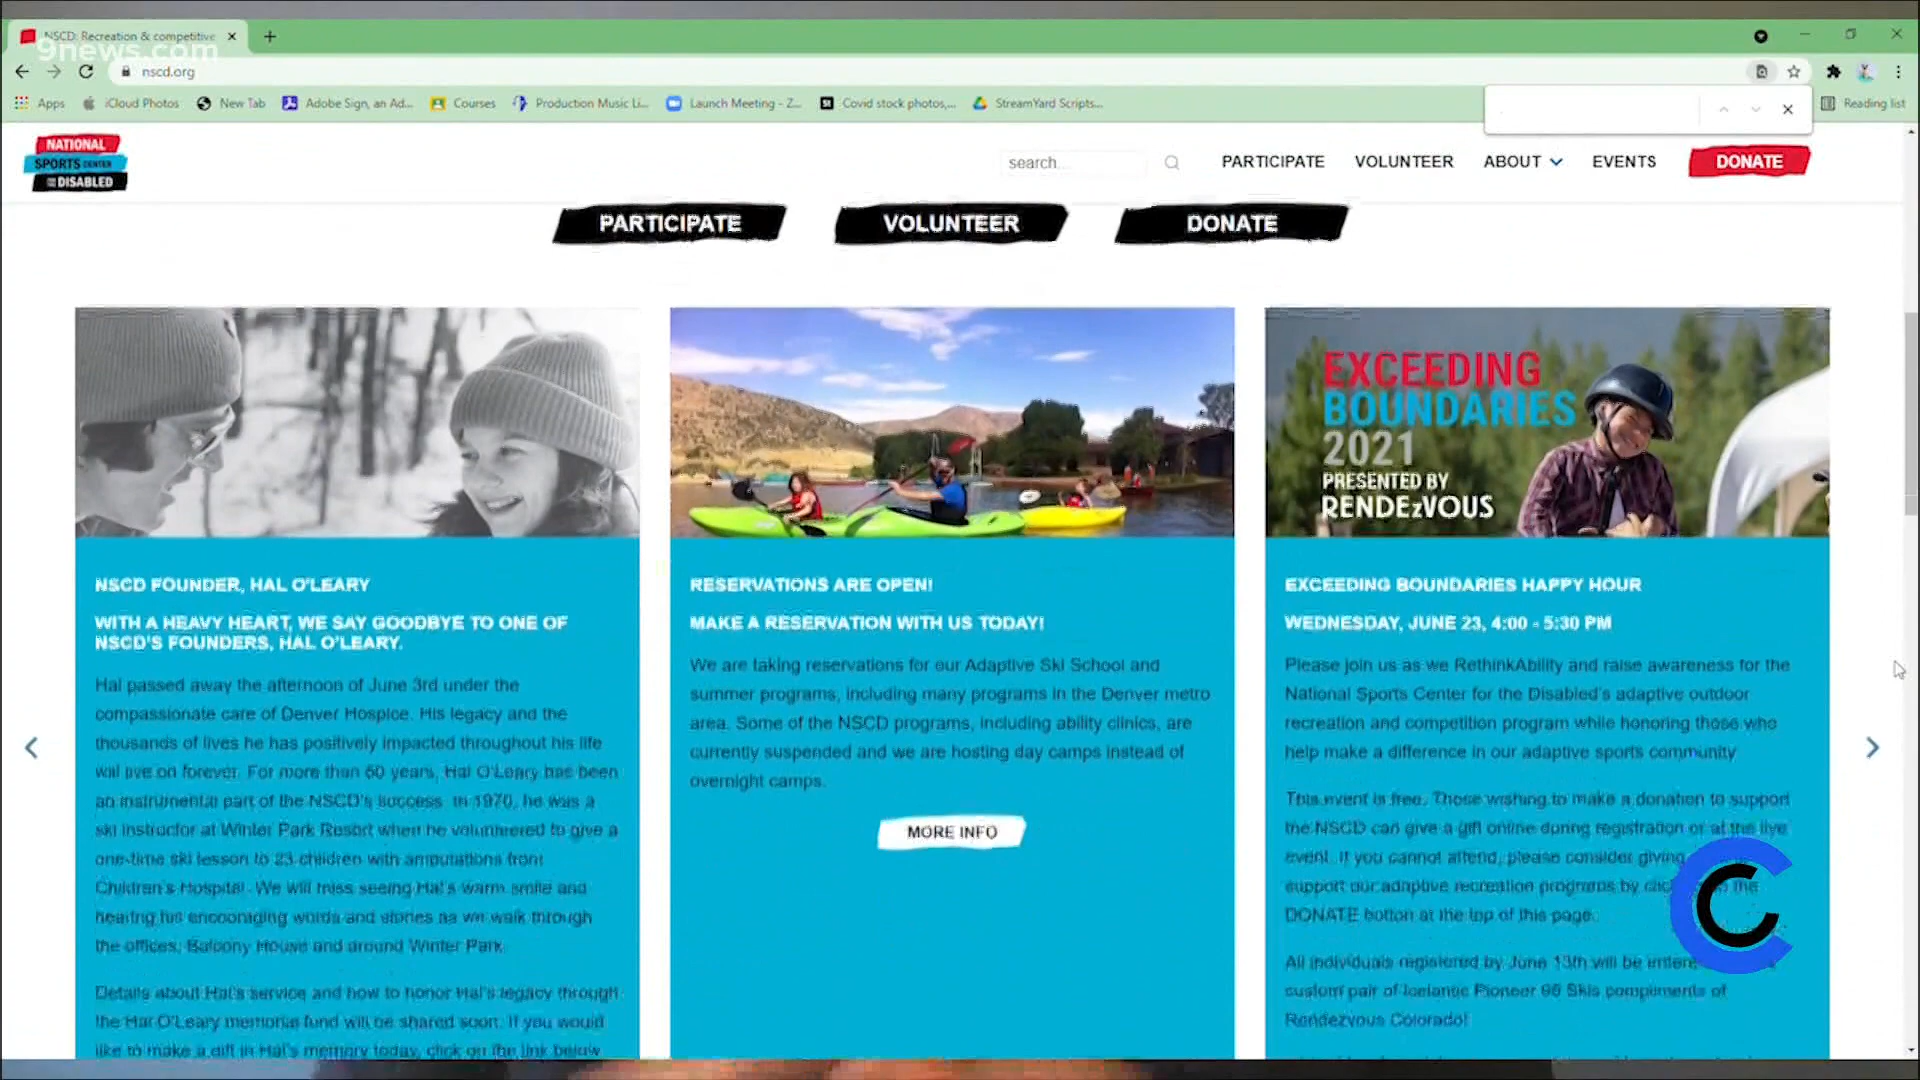 NSCD: Recreation & competitive
9news.com
nscd.org
Apps
iCloud Photos
New Tab
Adobe Sign, an Ad...
Courses
Production Music Li...
Launch Meeting - Z...
Covid stock photos,...
StreamYard Scripts...
Reading list
NATIONAL
SPORTS CENTER
FOR THE DISABLED
search...
PARTICIPATE
VOLUNTEER
ABOUT
EVENTS
DONATE
PARTICIPATE
VOLUNTEER
DONATE
NSCD FOUNDER, HAL O'LEARY
WITH A HEAVY HEART, WE SAY GOODBYE TO ONE OF
NSCD'S FOUNDERS, HAL O'LEARY.
Hal passed away the afternoon of June 3rd under the
compassionate care of Denver Hospice. His legacy and the
thousands of lives he has positively impacted throughout his life
will live on forever. For more than 50 years, Hal O'Leary has been
an instrumental part of the NSCD's success. In 1970, he was a
ski instructor at Winter Park Resort when he volunteered to give a
one-time ski lesson to 23 children with amputations from
Children's Hospital. We will miss seeing Hal's warm smile and
hearing his encouraging words and stories as we walk through
the offices, Balcony House and around Winter Park.
Details about Hal's service and how to honor Hal's legacy through
the Hal O'Leary memorial fund will be shared soon. If you would
like to make a gift in Hal's memory today, click on the link below
RESERVATIONS ARE OPEN!
MAKE A RESERVATION WITH US TODAY!
We are taking reservations for our Adaptive Ski School and
summer programs, including many programs in the Denver metro
area. Some of the NSCD programs, including ability clinics, are
currently suspended and we are hosting day camps instead of
overnight camps.
MORE INFO
EXCEEDING
BOUNDARIES
2021
PRESENTED BY
RENDEzVOUS
EXCEEDING BOUNDARIES HAPPY HOUR
WEDNESDAY, JUNE 23, 4:00 - 5:30 PM
Please join us as we RethinkAbility and raise awareness for the
National Sports Center for the Disabled's adaptive outdoor
recreation and competition program while honoring those who
help make a difference in our adaptive sports community
This event is free. Those wishing to make a donation to support
the NSCD can give a gift online during registration or at the live
event. If you cannot attend, please consider giving
support our adaptive recreation programs by the
DONATE button at the top of this page.
All individuals registered by June 13th will be
custom pair of Icelantic Pioneer 96 Skis compliments of
Rendezvous Colorado!